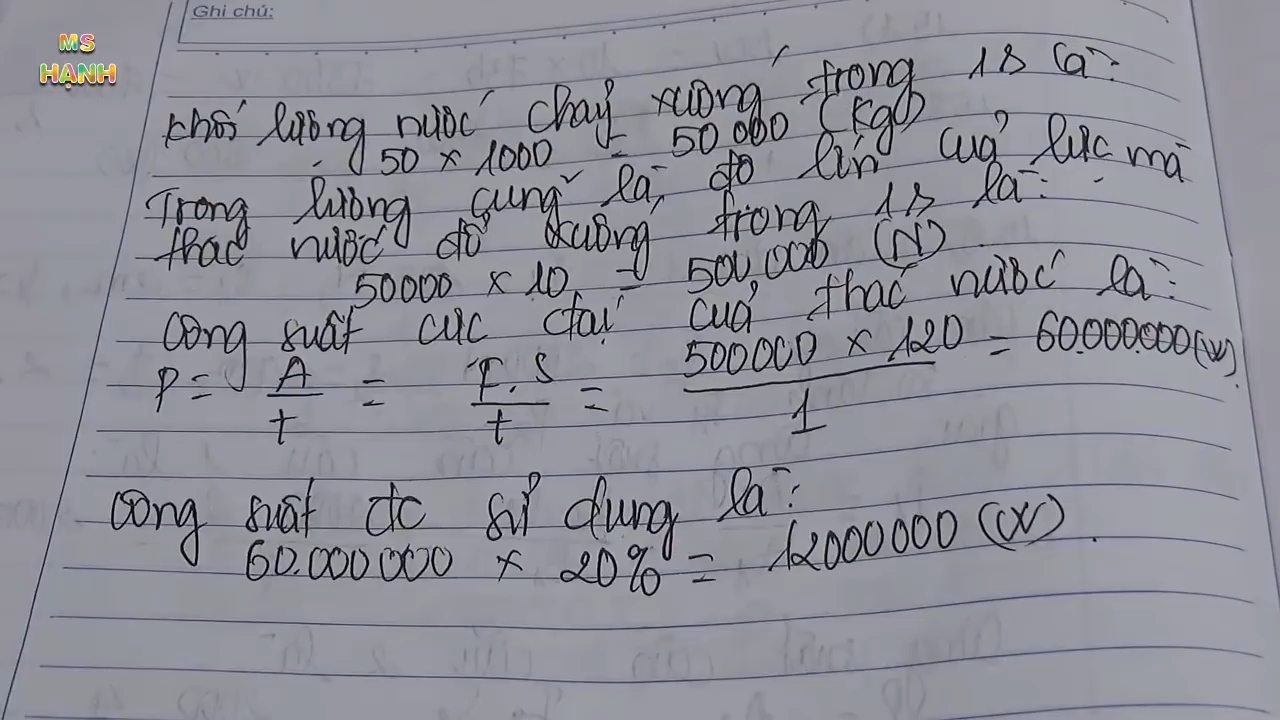 Ghi chú:
MS
HẠNH
khối lượng nước chảy xuống trong 1s là:
50 x 1000 = 50 000 (kg)
Trọng lượng cũng là độ lớn của lực mà
thác nước đổ xuống trong 1s là:
50000 x 10 = 500,000 (N)
Công suất cực đại của thác nước là:
P = A/t = F.S/t = 500000 x 120/1 = 60.000.000 (W)
Công suất đc sử dụng là:
60.000 000 x 20% = 12000000 (W).